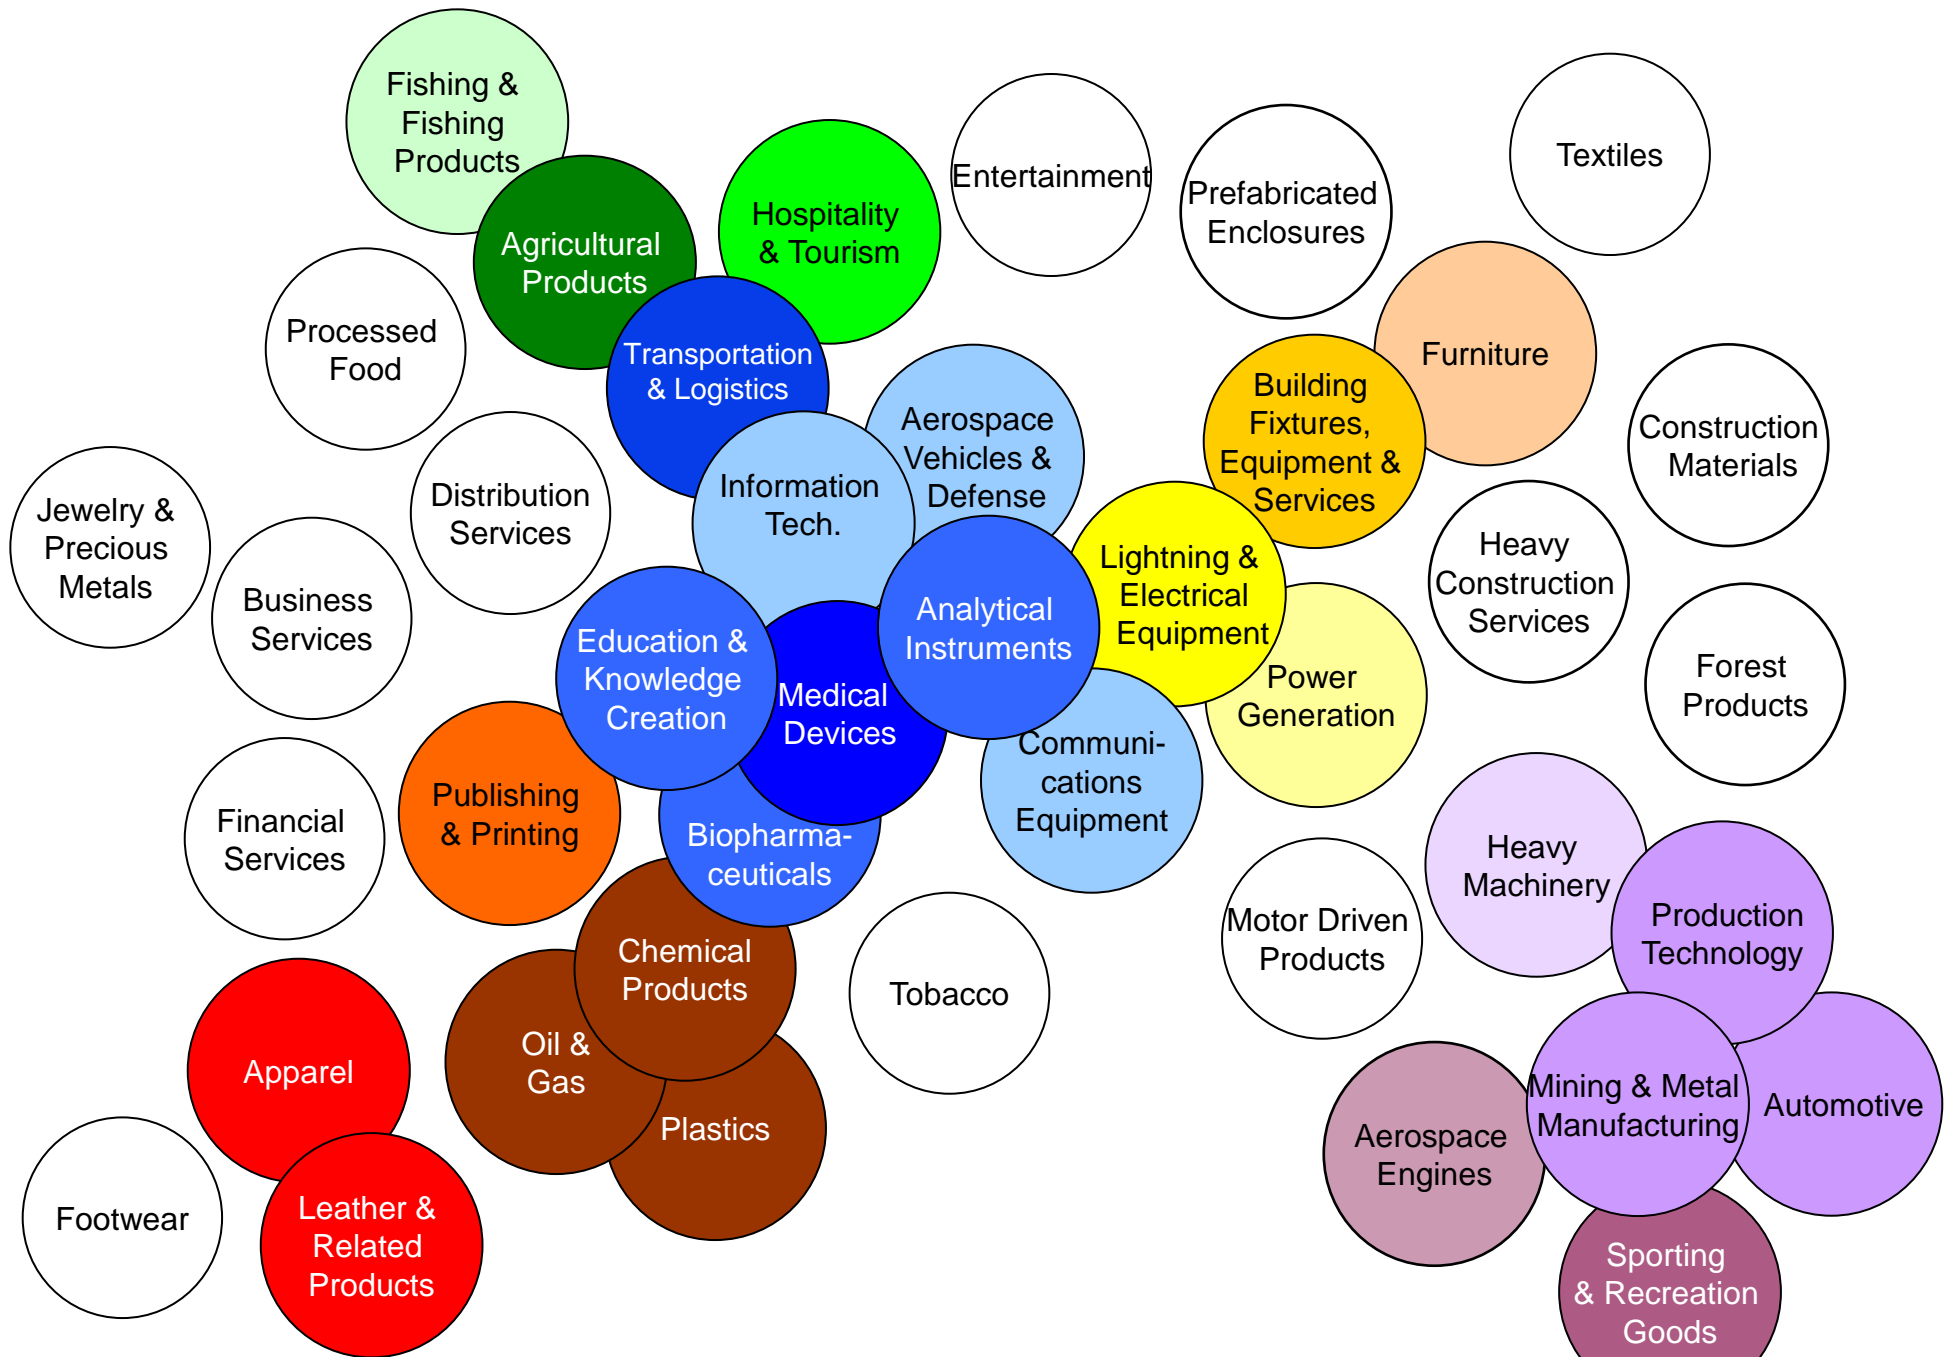 Fishing &
Fishing
Products
Entertainment
Textiles
Prefabricated
Enclosures
Hospitality
& Tourism
Agricultural
Products
Processed
Food
Transportation
& Logistics
Furniture
Aerospace
Vehicles &
Defense
Building
Fixtures,
Equipment &
Services
Construction
Materials
Information
Tech.
Distribution
Services
Jewelry &
Precious
Metals
Heavy
Construction
Services
Lightning &
Electrical
Equipment
Business
Services
Analytical
Instruments
Education &
Knowledge
Creation
Power
Generation
Forest
Products
Medical
Devices
Communi-
cations
Equipment
Publishing
& Printing
Financial
Services
Biopharma-
ceuticals
Heavy
Machinery
Motor Driven
Products
Production
Technology
Chemical
Products
Tobacco
Oil &
Gas
Apparel
Mining & Metal
Manufacturing
Automotive
Plastics
Aerospace
Engines
Footwear
Leather &
Related
Products
Sporting
& Recreation
Goods